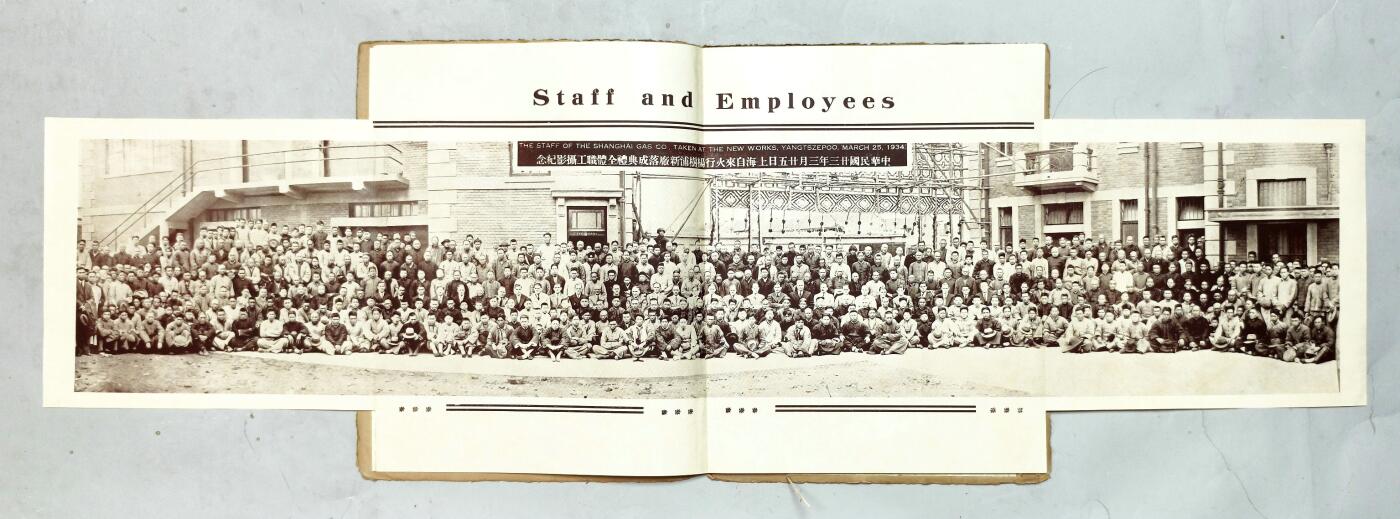 Staff and Employees
THE STAFF OF THE SHANGHAI GAS CO. TAKEN AT THE NEW WORKS, YANGTSZEPOO, MARCH 25, 1934
念紀影攝工職體全禮典成落廠新浦樹楊行火來自海上日五廿月三年三廿國民華中